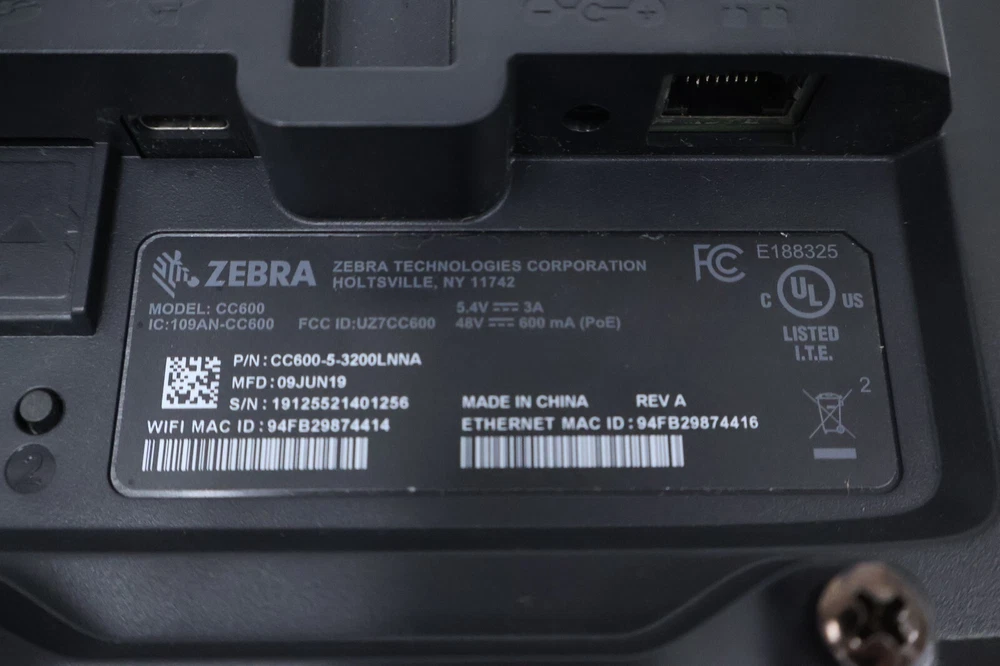 ZEBRA
ZEBRA TECHNOLOGIES CORPORATION
HOLTSVILLE, NY 11742
FC
E188325
MODEL: CC600
IC:109AN-CC600
FCC ID:UZ7CC600
5.4V ⎓ 3A
48V ⎓ 600 mA (PoE)
C UL US
LISTED
I.T.E.
P/N : CC600-5-3200LNNA
MFD : 09JUN19
S/N : 19125521401256
WIFI MAC ID : 94FB29874414
MADE IN CHINA REV A
ETHERNET MAC ID : 94FB29874416
2
2